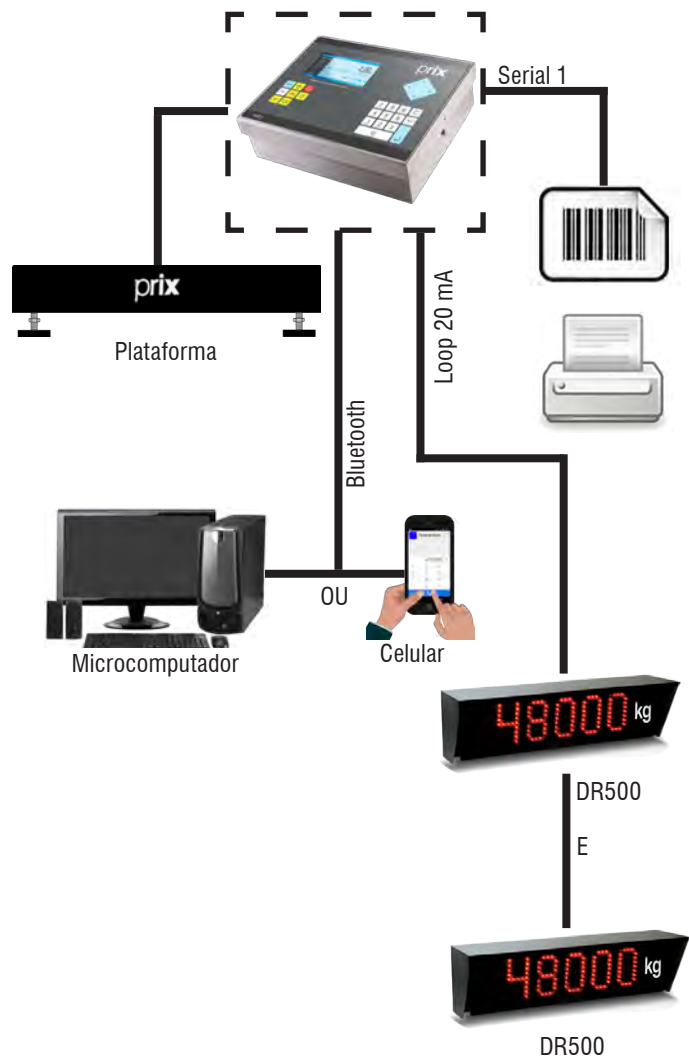 prix
Serial 1
prix
Plataforma
Loop 20 mA
Bluetooth
OU
Microcomputador
Celular
48000 kg
DR500
E
48000 kg
DR500